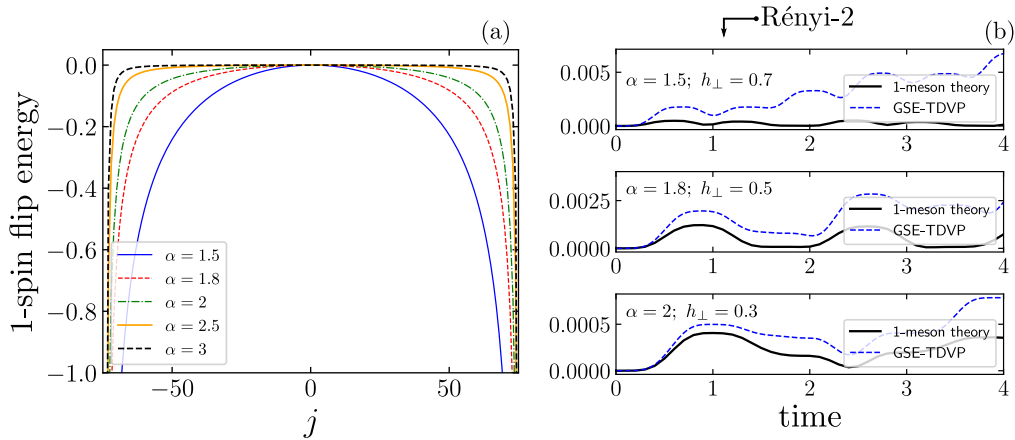 (a)
1-spin flip energy
0.0
−0.2
−0.4
−0.6
−0.8
−1.0
α = 1.5
α = 1.8
α = 2
α = 2.5
α = 3
−50
0
50
j
Rényi-2
(b)
0.005
0.000
α = 1.5; h⊥ = 0.7
1-meson theory
GSE-TDVP
0 1 2 3 4
0.0025
0.0000
α = 1.8; h⊥ = 0.5
1-meson theory
GSE-TDVP
0 1 2 3 4
0.0005
0.0000
α = 2; h⊥ = 0.3
1-meson theory
GSE-TDVP
0 1 2 3 4
time